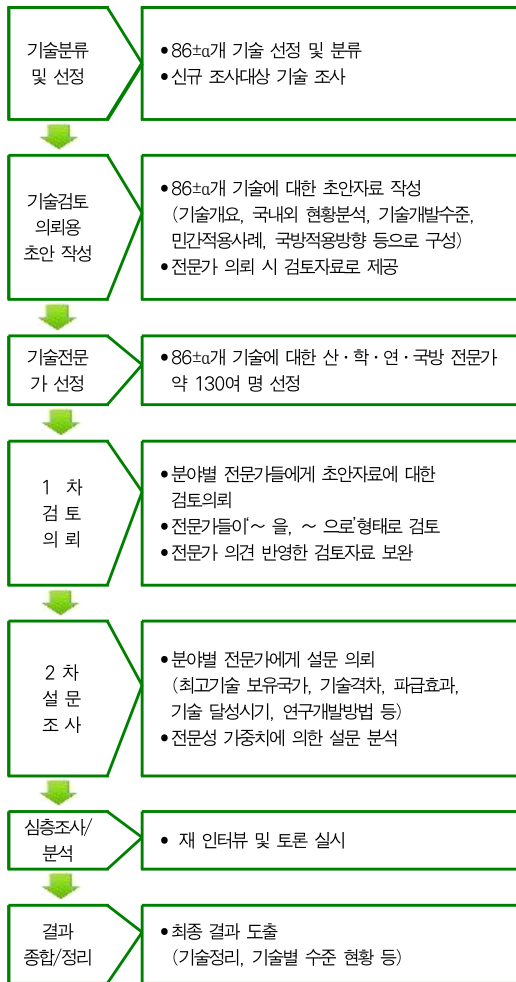 기술분류
및 선정
•86±α개 기술 선정 및 분류
•신규 조사대상 기술 조사
기술검토
의뢰용
초안 작성
•86±α개 기술에 대한 초안자료 작성
(기술개요, 국내외 현황분석, 기술개발수준,
민간적용사례, 국방적용방향 등으로 구성)
•전문가 의뢰 시 검토자료로 제공
기술전문
가 선정
•86±α개 기술에 대한 산·학·연·국방 전문가
약 130여 명 선정
1 차
검 토
의 뢰
•분야별 전문가들에게 초안자료에 대한
검토의뢰
•전문가들이‘～ 을, ～ 으로’형태로 검토
•전문가 의견 반영한 검토자료 보완
2 차
설 문
조 사
•분야별 전문가에게 설문 의뢰
(최고기술 보유국가, 기술격차, 파급효과,
기술 달성시기, 연구개발방법 등)
•전문성 가중치에 의한 설문 분석
심층조사/
분석
• 재 인터뷰 및 토론 실시
결과
종합/정리
•최종 결과 도출
(기술정리, 기술별 수준 현황 등)